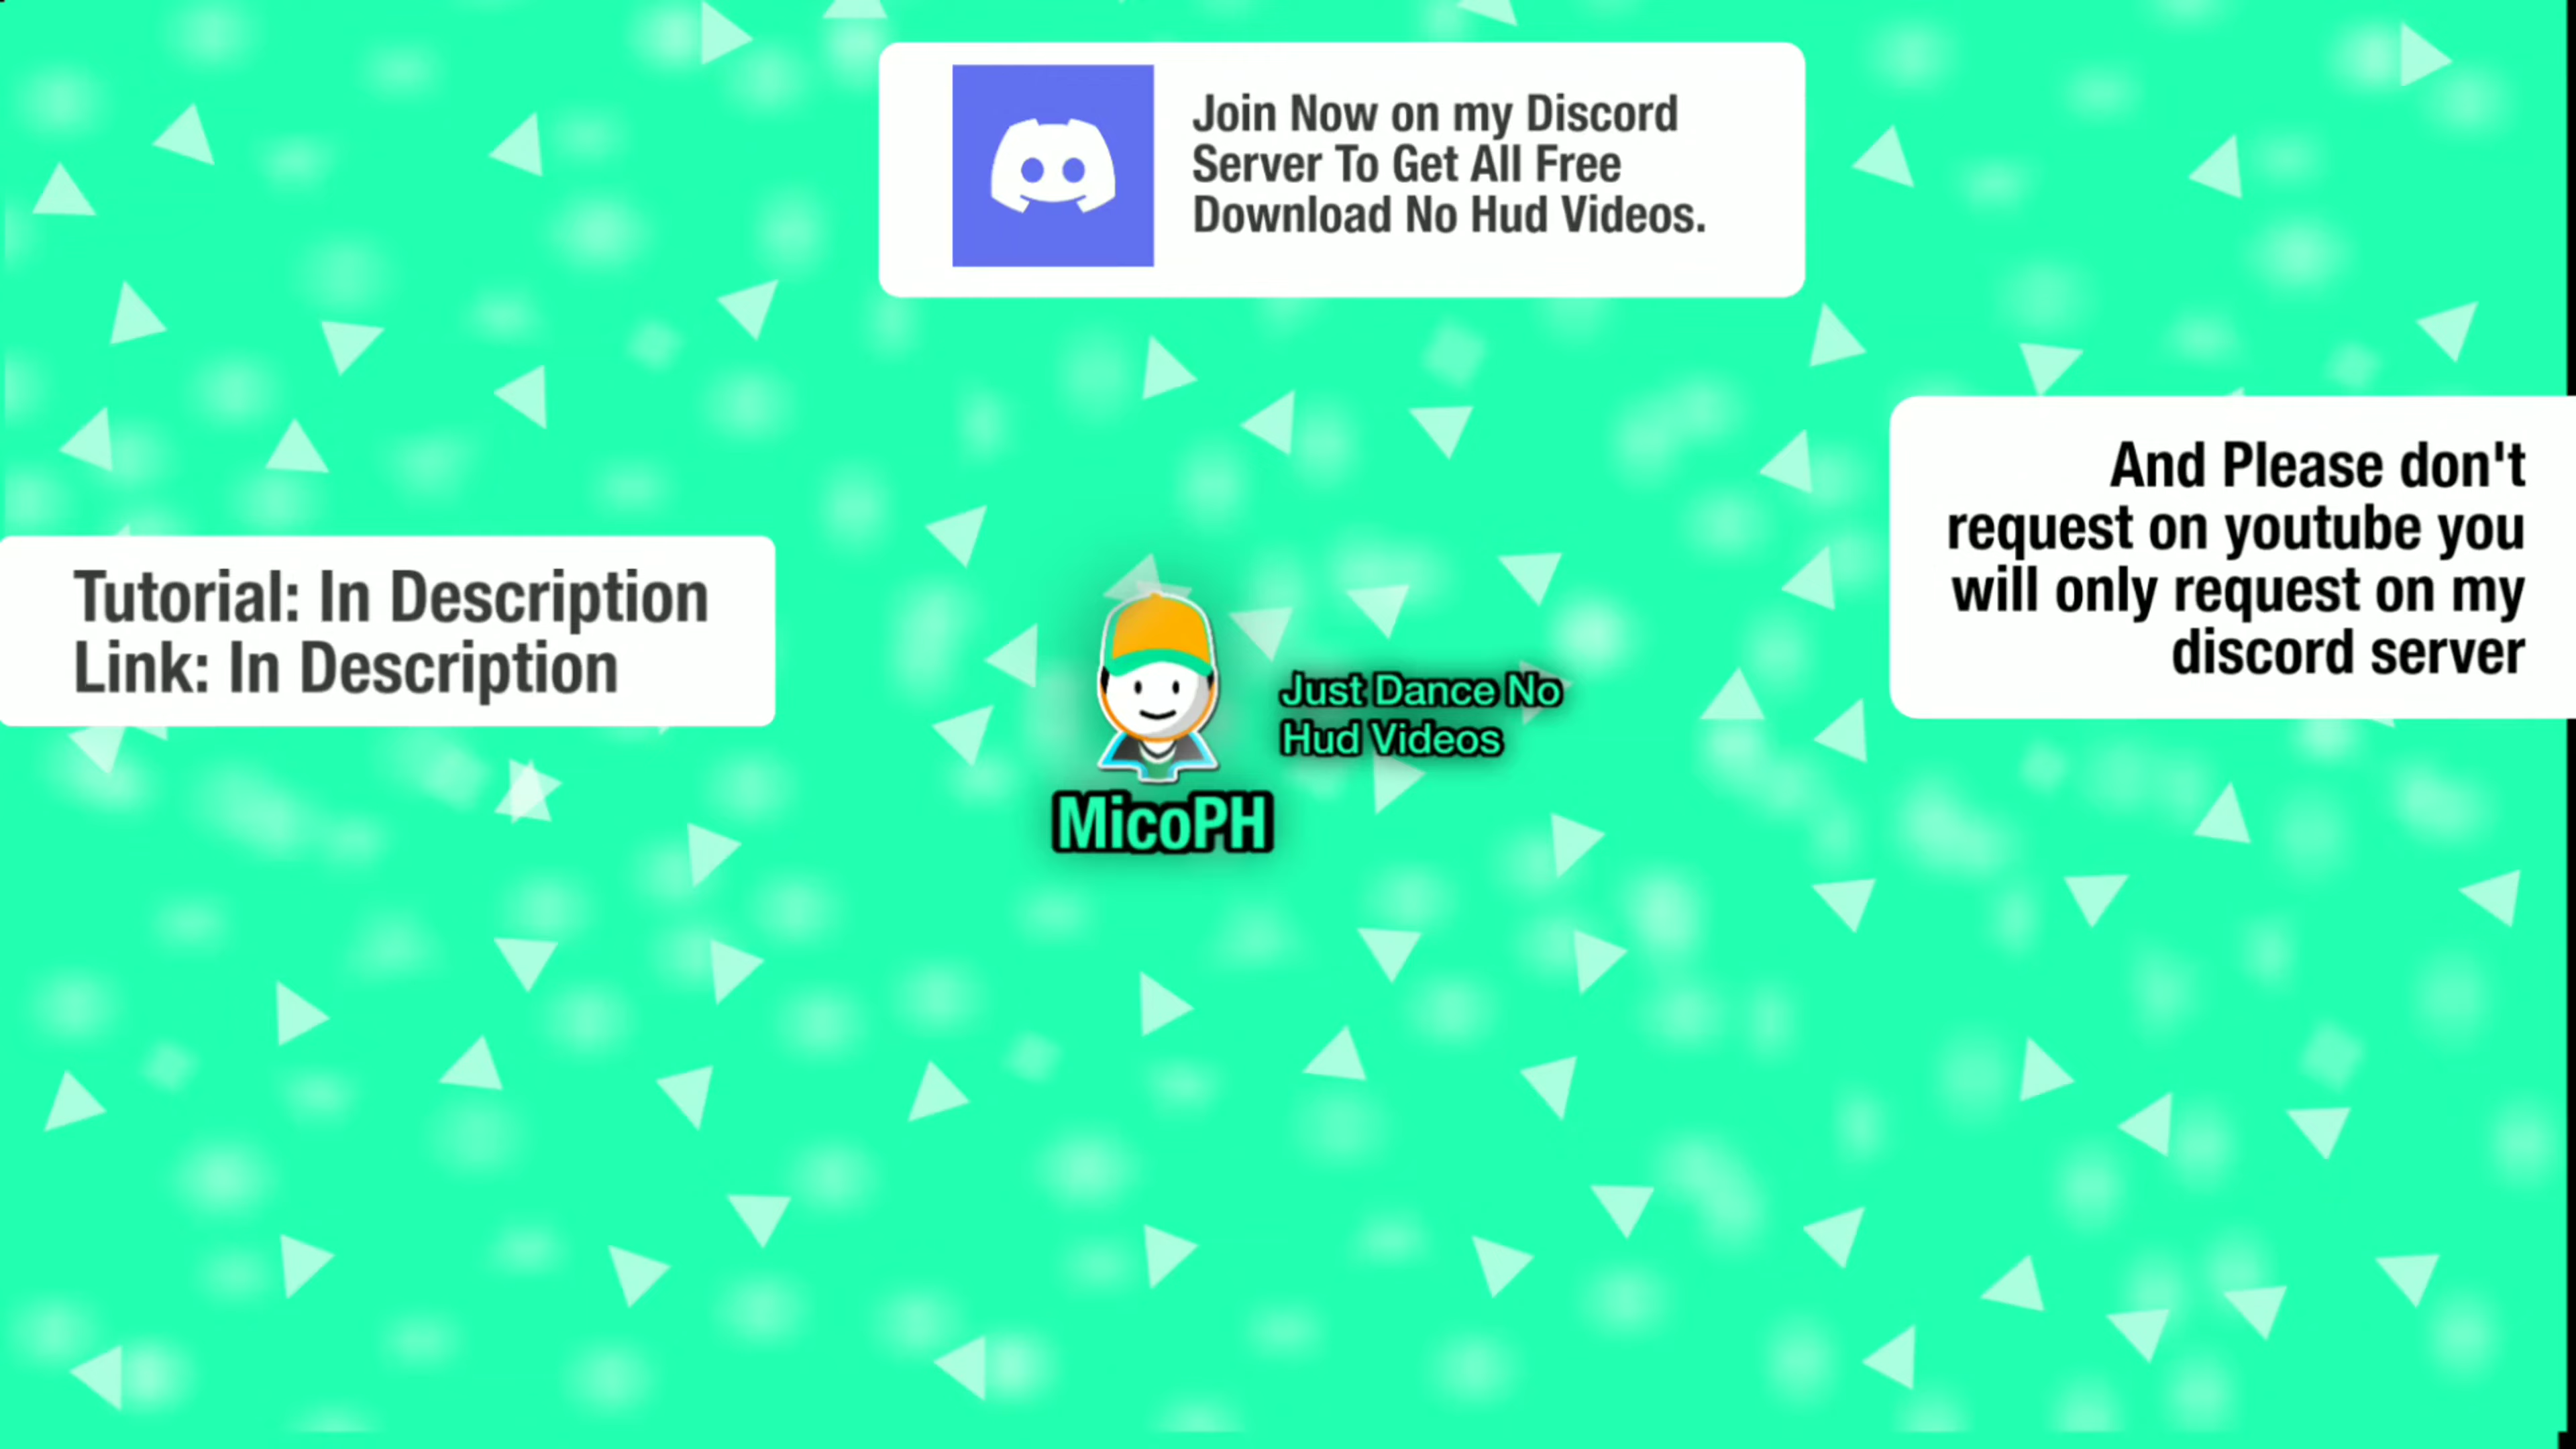 Join Now on my Discord
Server To Get All Free
Download No Hud Videos.
And Please don't
request on youtube you
will only request on my
discord server
Tutorial: In Description
Link: In Description
Just Dance No
Hud Videos
MicoPH